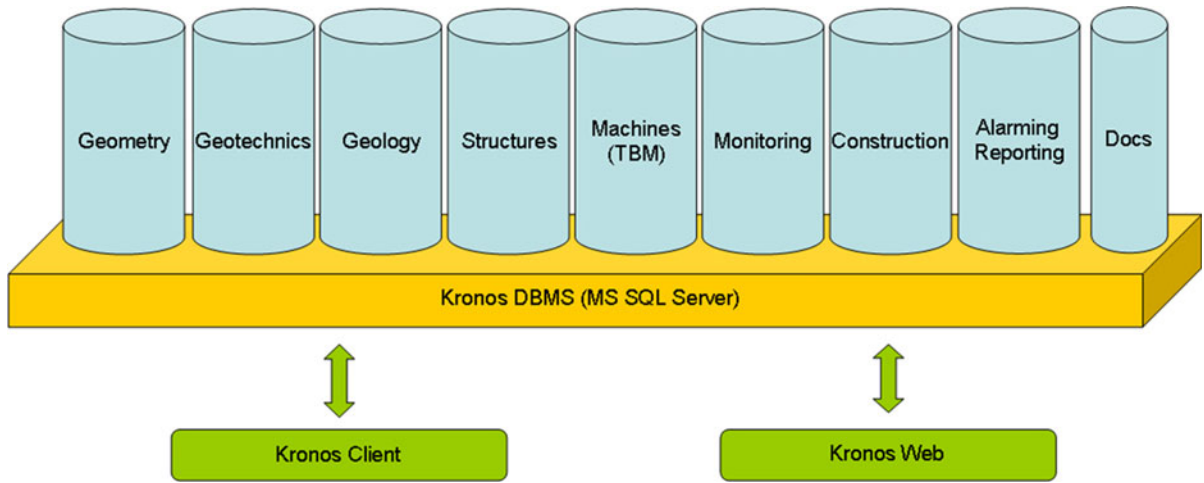 Geometry
Geotechnics
Geology
Structures
Machines
(TBM)
Monitoring
Construction
Alarming
Reporting
Docs
Kronos DBMS (MS SQL Server)
Kronos Client
Kronos Web